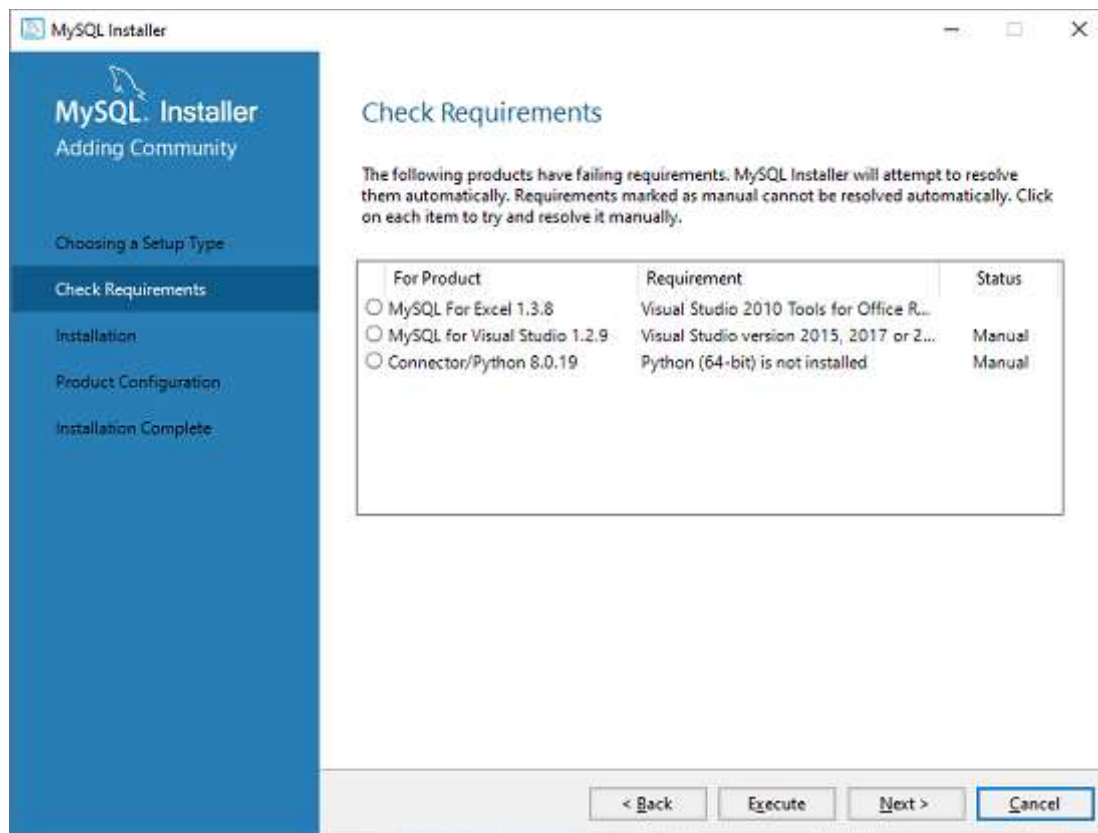 MySQL Installer
MySQL. Installer
Adding Community
Choosing a Setup Type
Check Requirements
Installation
Product Configuration
Installation Complete
Check Requirements
The following products have failing requirements. MySQL Installer will attempt to resolve
them automatically. Requirements marked as manual cannot be resolved automatically. Click
on each item to try and resolve it manually.
For Product Requirement Status
MySQL For Excel 1.3.8 Visual Studio 2010 Tools for Office R...
MySQL for Visual Studio 1.2.9 Visual Studio version 2015, 2017 or 2... Manual
Connector/Python 8.0.19 Python (64-bit) is not installed Manual
< Back Execute Next > Cancel